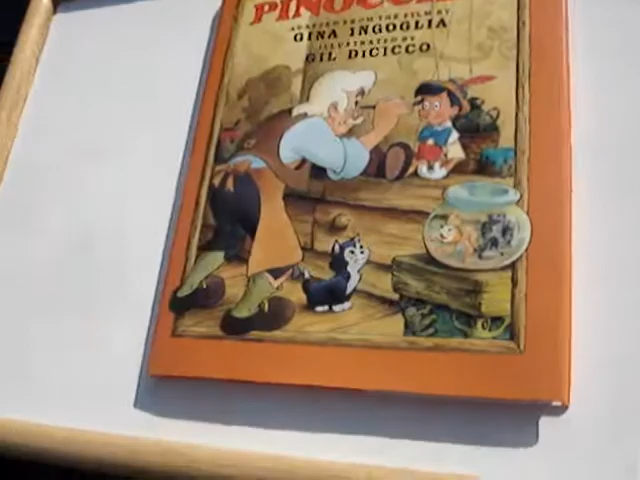 PINOCC
ADAPTED FROM THE FILM BY
GINA INGOGLIA
ILLUSTRATED BY
GIL DiCICCO